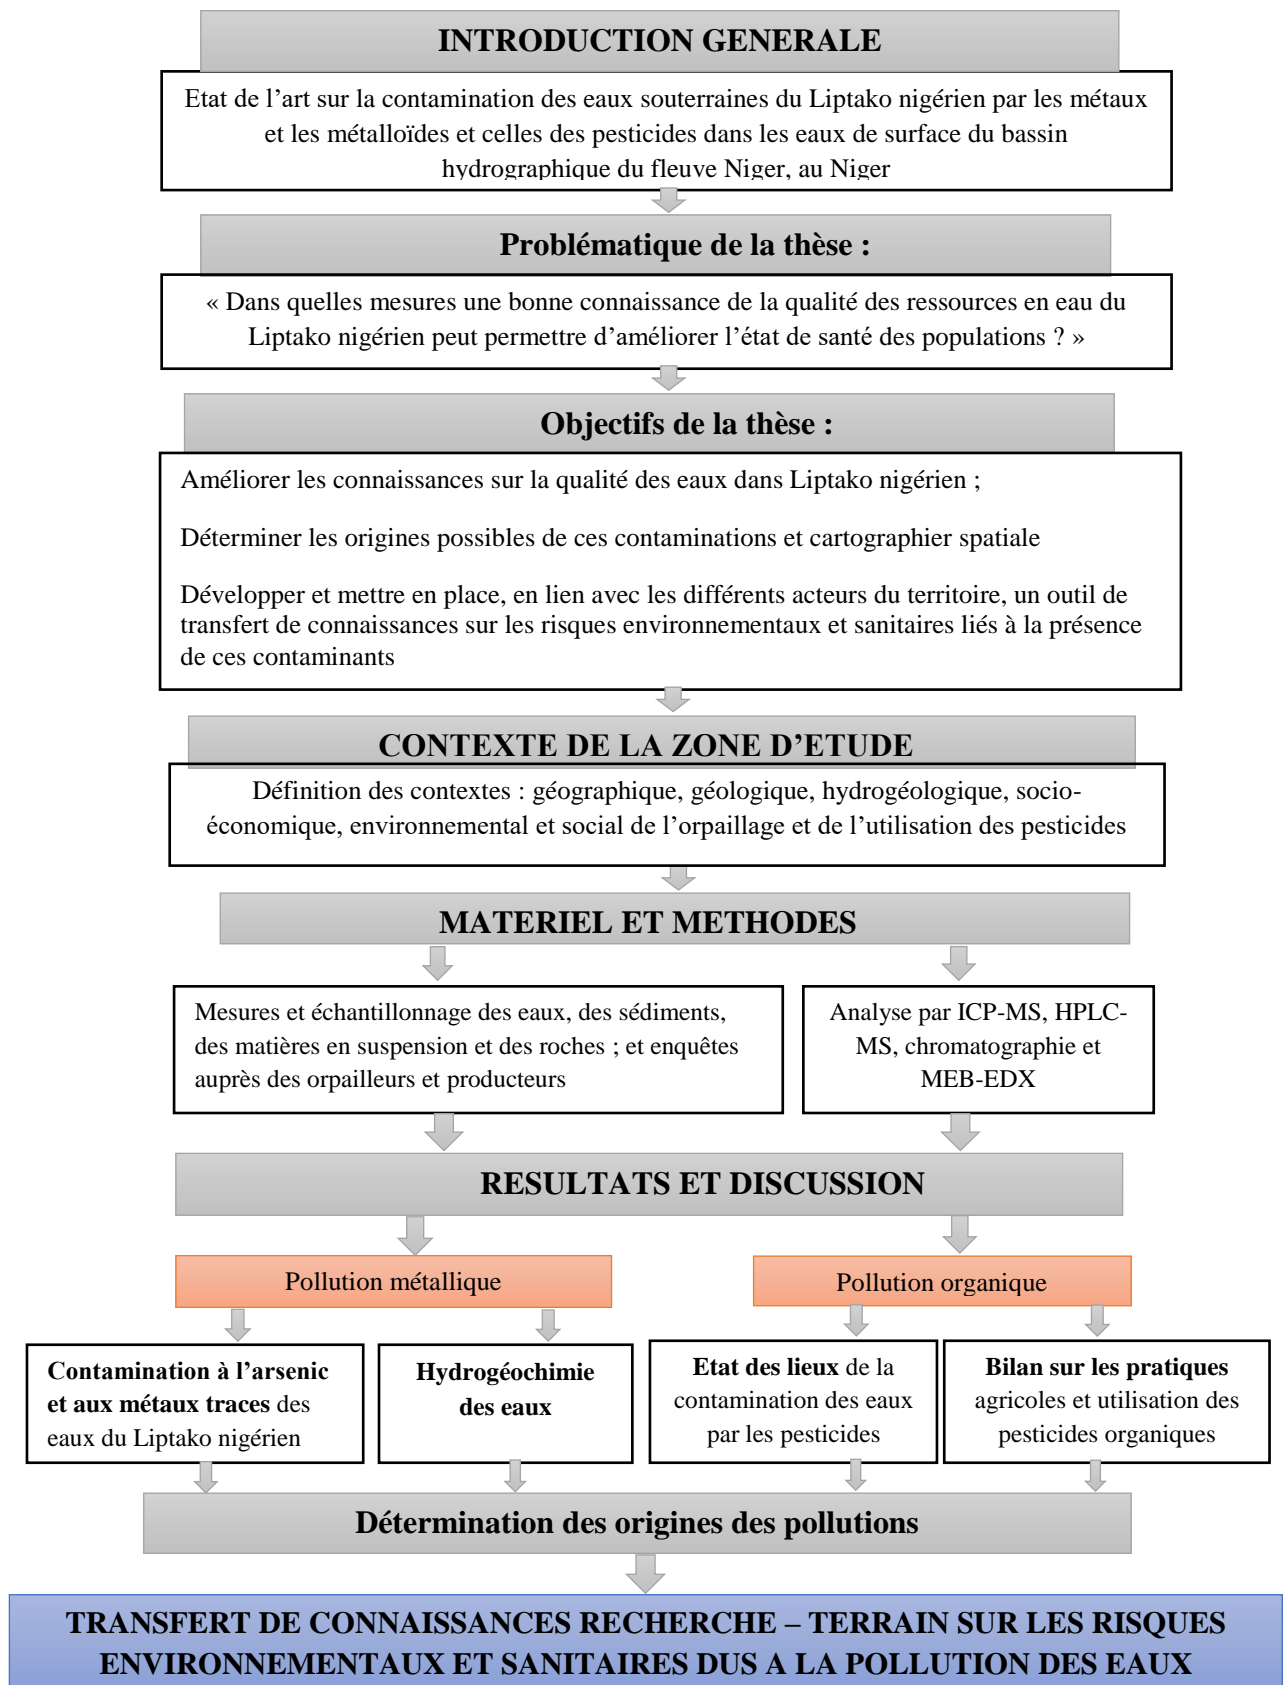 INTRODUCTION GENERALE
Etat de l’art sur la contamination des eaux souterraines du Liptako nigérien par les métaux
et les métalloïdes et celles des pesticides dans les eaux de surface du bassin
hydrographique du fleuve Niger, au Niger
Problématique de la thèse :
« Dans quelles mesures une bonne connaissance de la qualité des ressources en eau du
Liptako nigérien peut permettre d’améliorer l’état de santé des populations ? »
Objectifs de la thèse :
Améliorer les connaissances sur la qualité des eaux dans Liptako nigérien ;
Déterminer les origines possibles de ces contaminations et cartographier spatiale
Développer et mettre en place, en lien avec les différents acteurs du territoire, un outil de
transfert de connaissances sur les risques environnementaux et sanitaires liés à la présence
de ces contaminants
CONTEXTE DE LA ZONE D’ETUDE
Définition des contextes : géographique, géologique, hydrogéologique, socio-
économique, environnemental et social de l’orpaillage et de l’utilisation des pesticides
MATERIEL ET METHODES
Mesures et échantillonnage des eaux, des sédiments,
des matières en suspension et des roches ; et enquêtes
auprès des orpailleurs et producteurs
Analyse par ICP-MS, HPLC-
MS, chromatographie et
MEB-EDX
RESULTATS ET DISCUSSION
Pollution métallique
Pollution organique
Contamination à l’arsenic
et aux métaux traces des
eaux du Liptako nigérien
Hydrogéochimie
des eaux
Etat des lieux de la
contamination des eaux
par les pesticides
Bilan sur les pratiques
agricoles et utilisation des
pesticides organiques
Détermination des origines des pollutions
TRANSFERT DE CONNAISSANCES RECHERCHE – TERRAIN SUR LES RISQUES
ENVIRONNEMENTAUX ET SANITAIRES DUS A LA POLLUTION DES EAUX